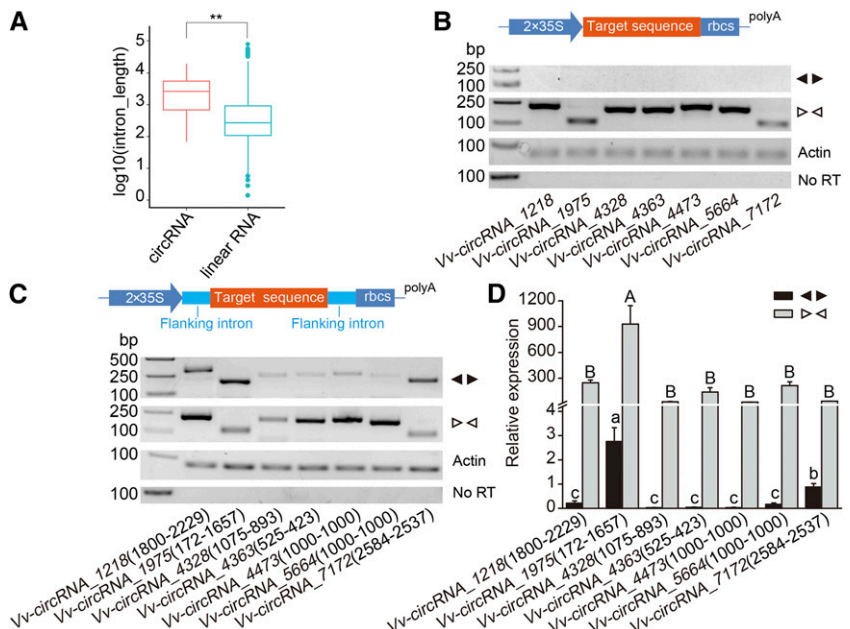 A
**
log10(intron_length)
5
4
3
2
1
0
circRNA
linear RNA
B
2×35S
Target sequence
rbcs
polyA
bp
250
100
250
100
100
Actin
100
No RT
Vv-circRNA_1218
Vv-circRNA_1975
Vv-circRNA_4328
Vv-circRNA_4363
Vv-circRNA_4473
Vv-circRNA_5664
Vv-circRNA_7172
C
2×35S
Target sequence
rbcs
polyA
Flanking intron
Flanking intron
bp
500
250
100
250
100
100
Actin
100
No RT
Vv-circRNA_1218(1800-2229)
Vv-circRNA_1975(172-1657)
Vv-circRNA_4328(1075-893)
Vv-circRNA_4363(525-423)
Vv-circRNA_4473(1000-1000)
Vv-circRNA_5664(1000-1000)
Vv-circRNA_7172(2584-2537)
D
Relative expression
1200
900
600
300
4
3
2
1
0
c
B
a
A
c
B
c
B
c
B
c
B
b
B
Vv-circRNA_1218(1800-2229)
Vv-circRNA_1975(172-1657)
Vv-circRNA_4328(1075-893)
Vv-circRNA_4363(525-423)
Vv-circRNA_4473(1000-1000)
Vv-circRNA_5664(1000-1000)
Vv-circRNA_7172(2584-2537)